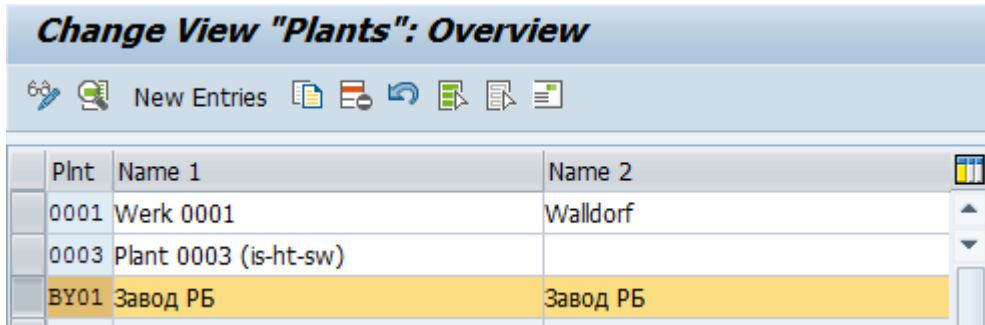 Change View "Plants": Overview
New Entries
Plnt Name 1 Name 2
0001 Werk 0001 Walldorf
0003 Plant 0003 (is-ht-sw)
BY01 Завод РБ Завод РБ